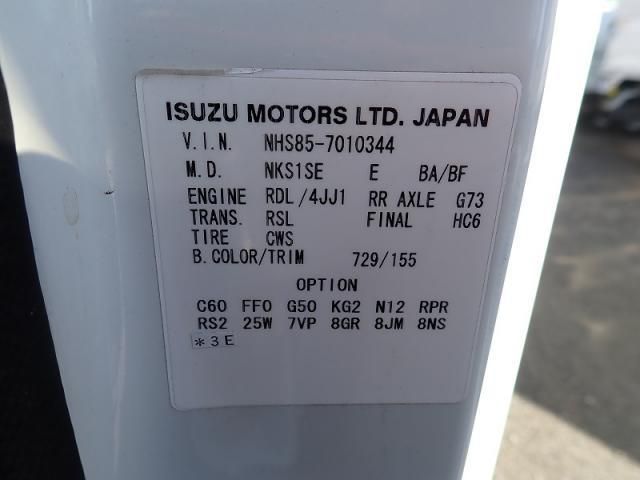 ISUZU MOTORS LTD. JAPAN
V.I.N. NHS85-7010344
M.D. NKS1SE E BA/BF
ENGINE RDL/4JJ1 RR AXLE G73
TRANS. RSL FINAL HC6
TIRE CWS
B.COLOR/TRIM 729/155
OPTION
C60 FF0 G50 KG2 N12 RPR
RS2 25W 7VP 8GR 8JM 8NS
*3E